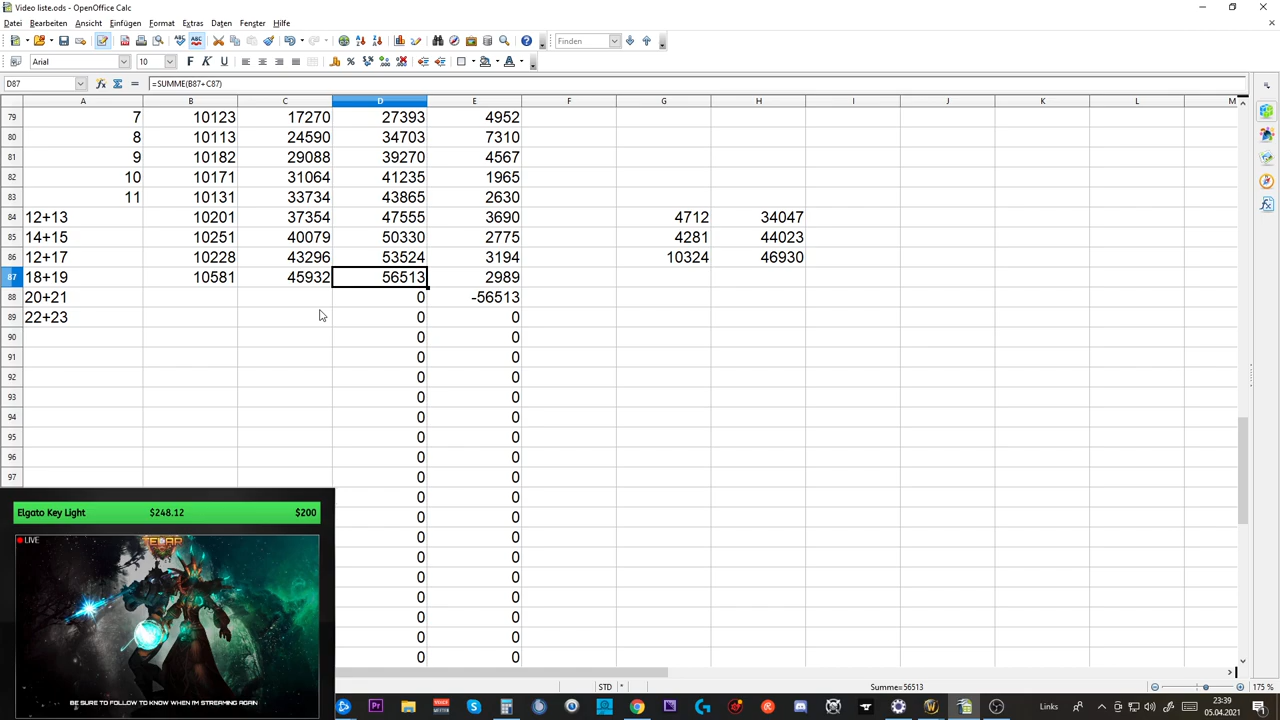 Video liste.ods - OpenOffice Calc
Datei Bearbeiten Ansicht Einfügen Format Extras Daten Fenster Hilfe
Finden
Arial 10 F K U
D87 =SUMME(B87+C87)
A B C D E F G H I J K L M
79 7 10123 17270 27393 4952
80 8 10113 24590 34703 7310
81 9 10182 29088 39270 4567
82 10 10171 31064 41235 1965
83 11 10131 33734 43865 2630
84 12+13 10201 37354 47555 3690 4712 34047
85 14+15 10251 40079 50330 2775 4281 44023
86 12+17 10228 43296 53524 3194 10324 46930
87 18+19 10581 45932 56513 2989
88 20+21 0 -56513
89 22+23 0 0
90 0 0
91 0 0
92 0 0
93 0 0
94 0 0
95 0 0
96 0 0
97 0 0
0 0
0 0
0 0
0 0
0 0
0 0
0 0
0 0
0 0
Elgato Key Light $248.12 $200
LIVE
BE SURE TO FOLLOW TO KNOW WHEN I'M STREAMING AGAIN
STD * Summe=56513 175 %
Links 23:39
05.04.2021